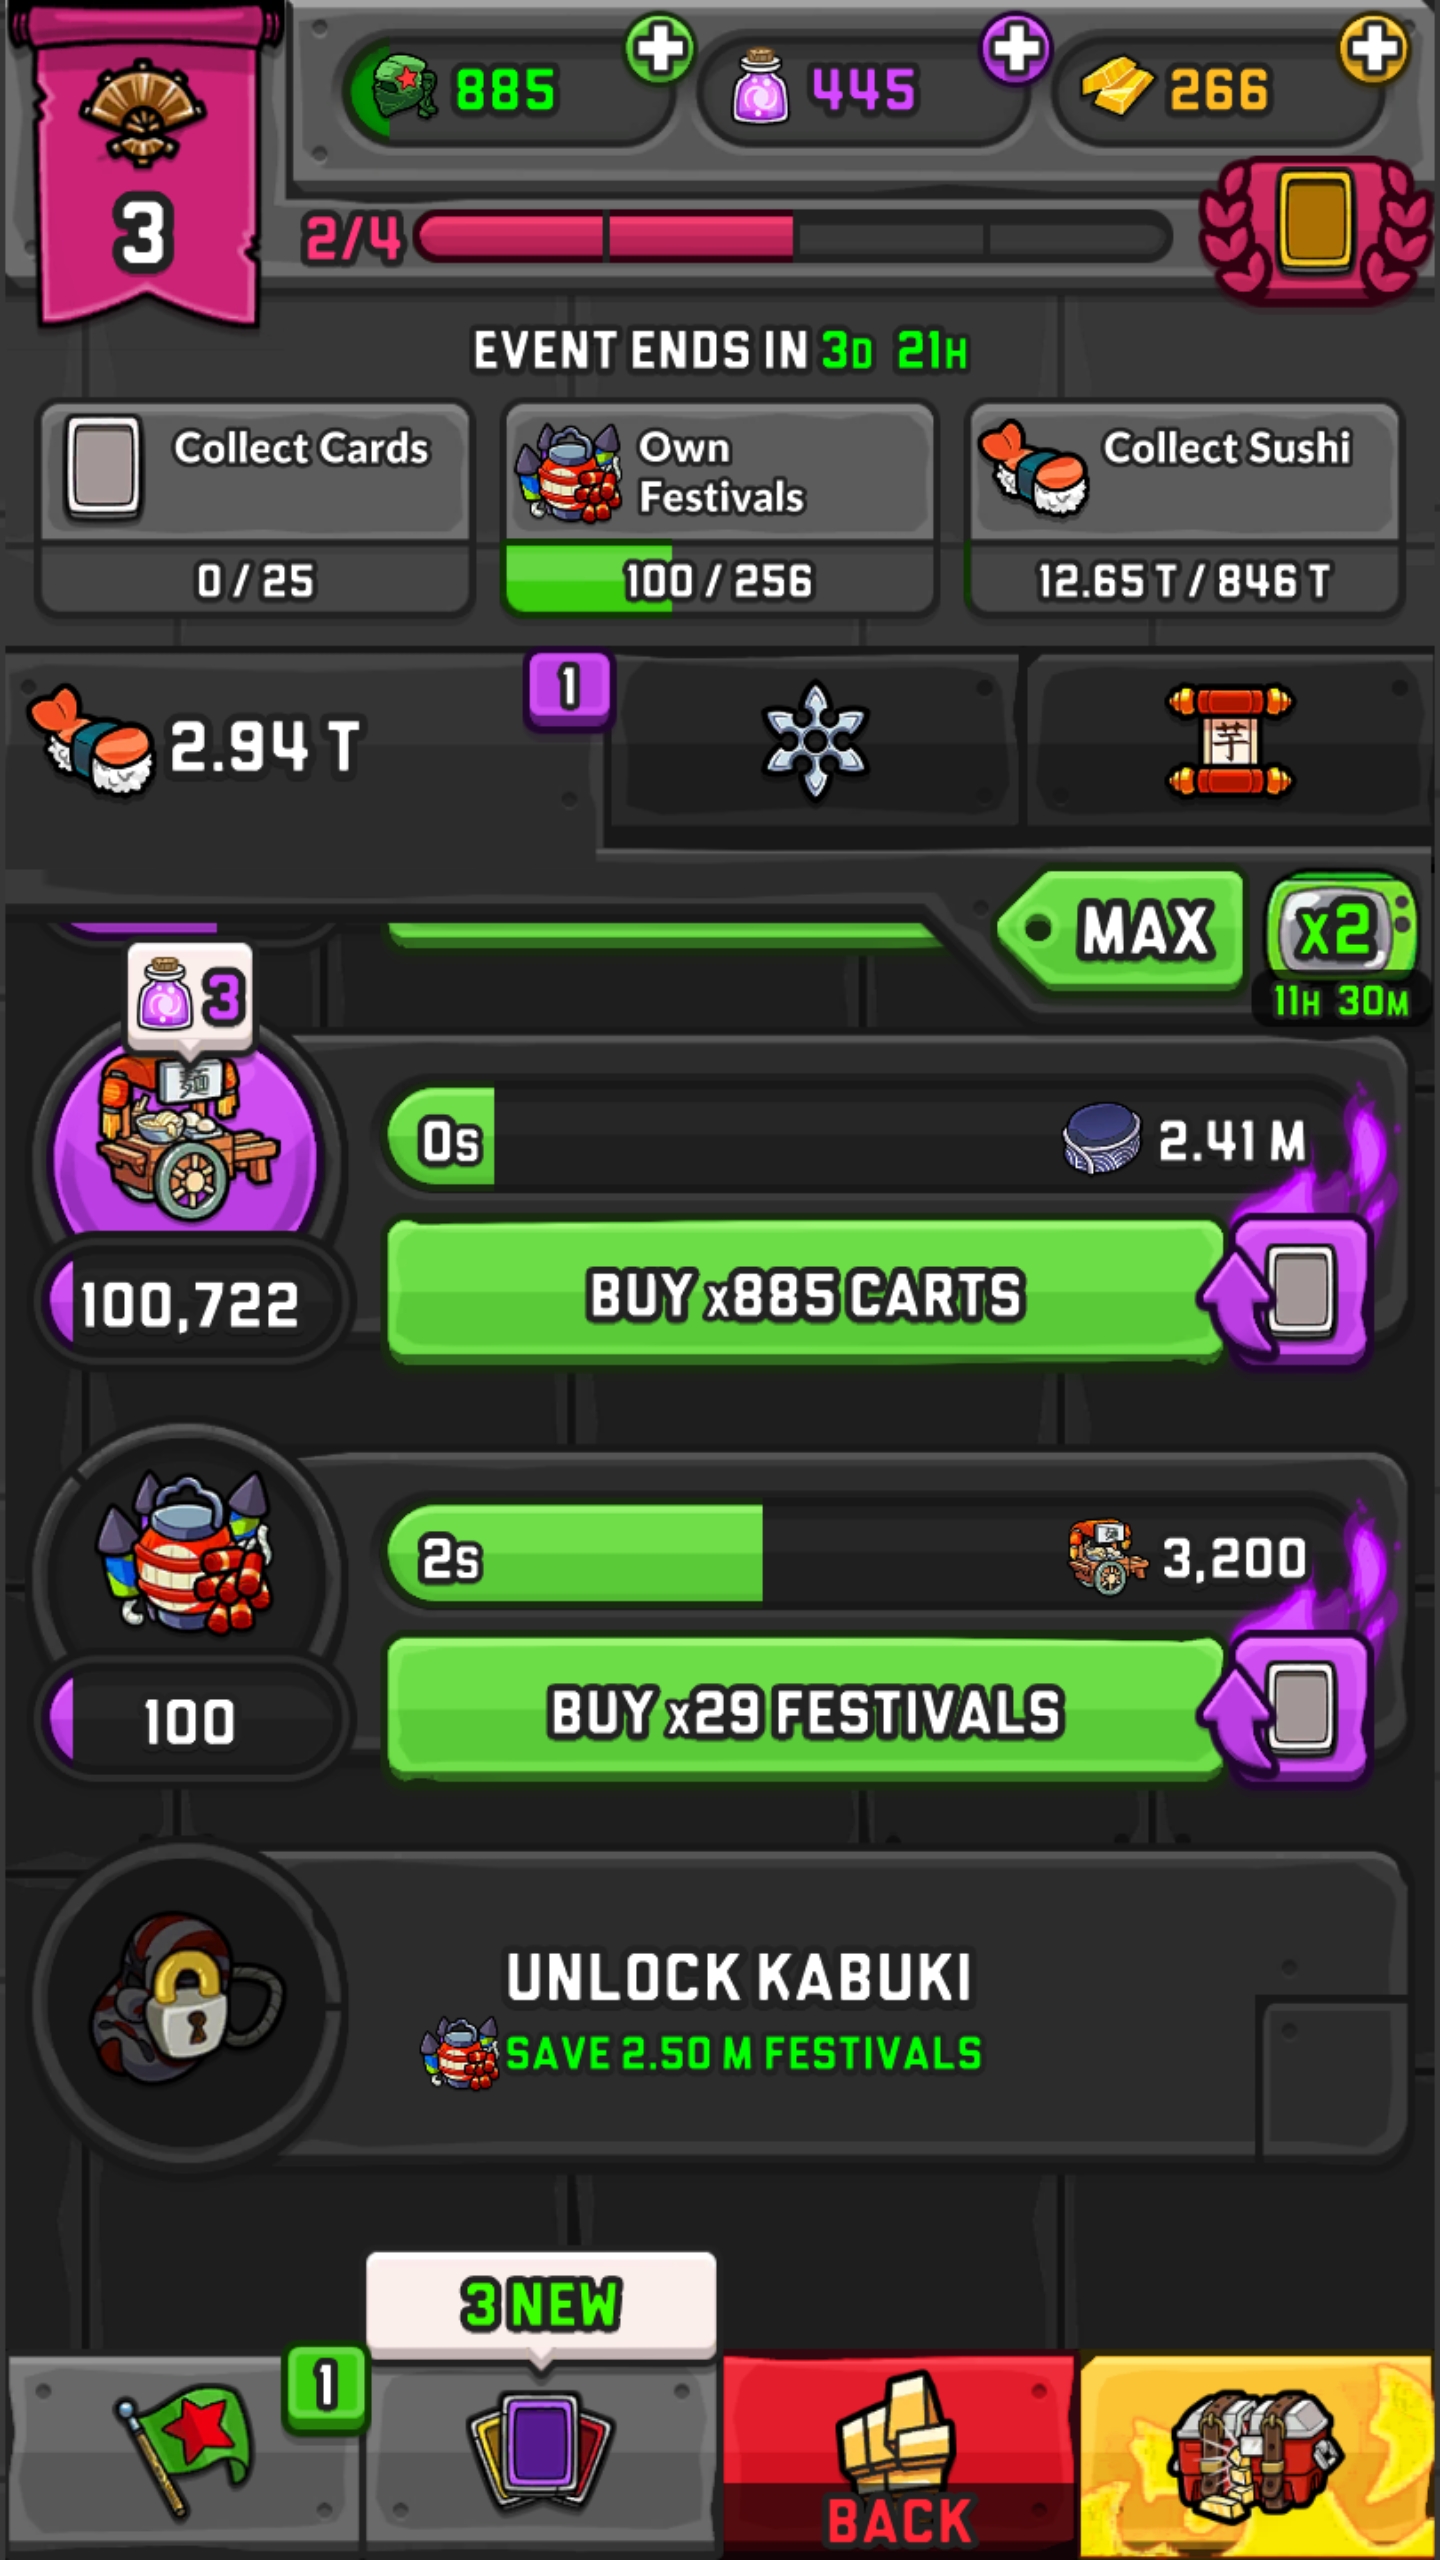 885
445
266
3
2/4
EVENT ENDS IN 3D 21H
Collect Cards
0 / 25
Own
Festivals
100 / 256
Collect Sushi
12.65 T / 846 T
2.94 T
1
芋
MAX
x2
11H 30M
3
麺
0s
2.41 M
BUY x885 CARTS
100,722
2s
3,200
BUY x29 FESTIVALS
100
UNLOCK KABUKI
SAVE 2.50 M FESTIVALS
3 NEW
1
BACK